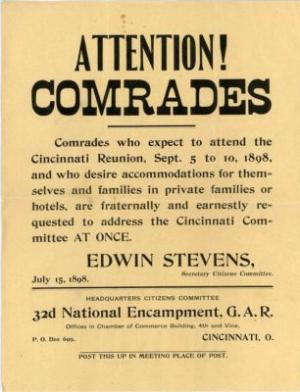 ATTENTION!
COMRADES
Comrades who expect to attend the
Cincinnati Reunion, Sept. 5 to 10, 1898,
and who desire accommodations for them-
selves and families in private families or
hotels, are fraternally and earnestly re-
quested to address the Cincinnati Com-
mittee AT ONCE.
EDWIN STEVENS,
Secretary Citizens Committee.
July 15, 1898.
HEADQUARTERS CITIZENS COMMITTEE
32d National Encampment, G. A. R.
Offices in Chamber of Commerce Building, 4th and Vine,
P. O. Box 699. CINCINNATI, O.
POST THIS UP IN MEETING PLACE OF POST.